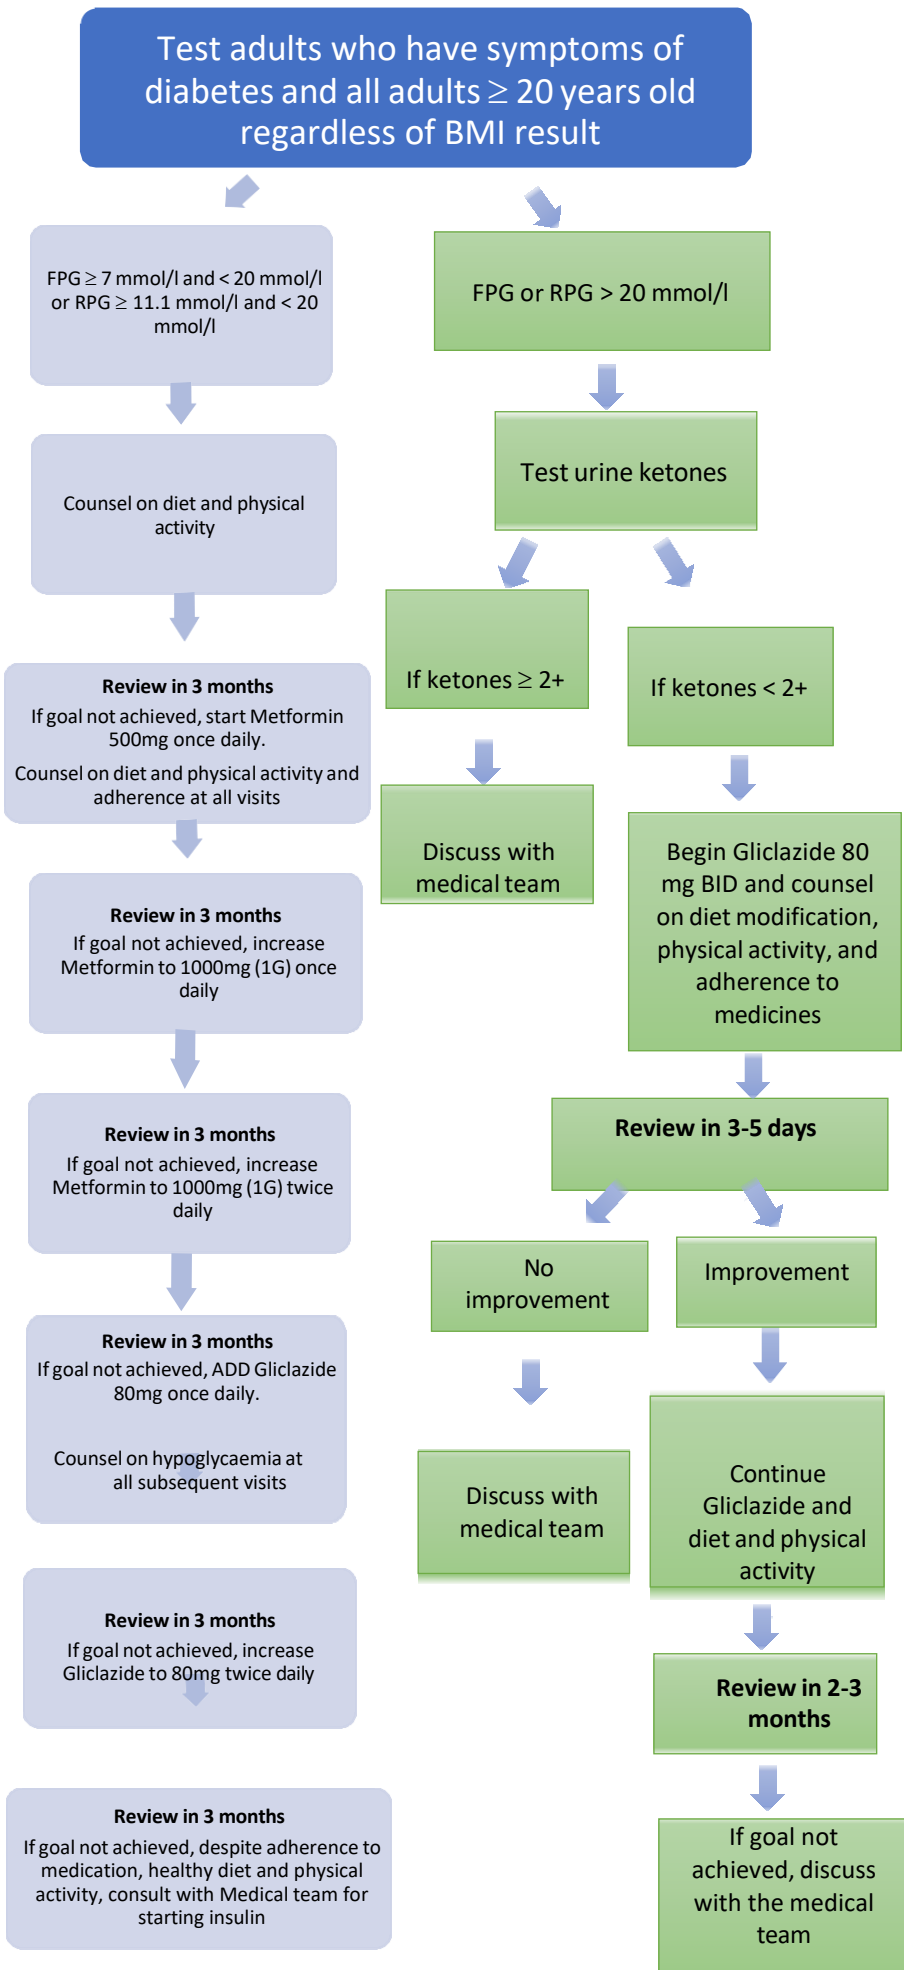 Test adults who have symptoms of
diabetes and all adults ≥ 20 years old
regardless of BMI result
FPG ≥ 7 mmol/l and < 20 mmol/l
or RPG ≥ 11.1 mmol/l and < 20
mmol/l
Counsel on diet and physical
activity
Review in 3 months
If goal not achieved, start Metformin
500mg once daily.
Counsel on diet and physical activity and
adherence at all visits
Review in 3 months
If goal not achieved, increase
Metformin to 1000mg (1G) once
daily
Review in 3 months
If goal not achieved, increase
Metformin to 1000mg (1G) twice
daily
Review in 3 months
If goal not achieved, ADD Gliclazide
80mg once daily.
Counsel on hypoglycaemia at
all subsequent visits
Review in 3 months
If goal not achieved, increase
Gliclazide to 80mg twice daily
Review in 3 months
If goal not achieved, despite adherence to
medication, healthy diet and physical
activity, consult with Medical team for
starting insulin
FPG or RPG > 20 mmol/l
Test urine ketones
If ketones ≥ 2+
Discuss with
medical team
If ketones < 2+
Begin Gliclazide 80
mg BID and counsel
on diet modification,
physical activity, and
adherence to
medicines
Review in 3-5 days
No
improvement
Discuss with
medical team
Improvement
Continue
Gliclazide and
diet and physical
activity
Review in 2-3
months
If goal not
achieved, discuss
with the medical
team